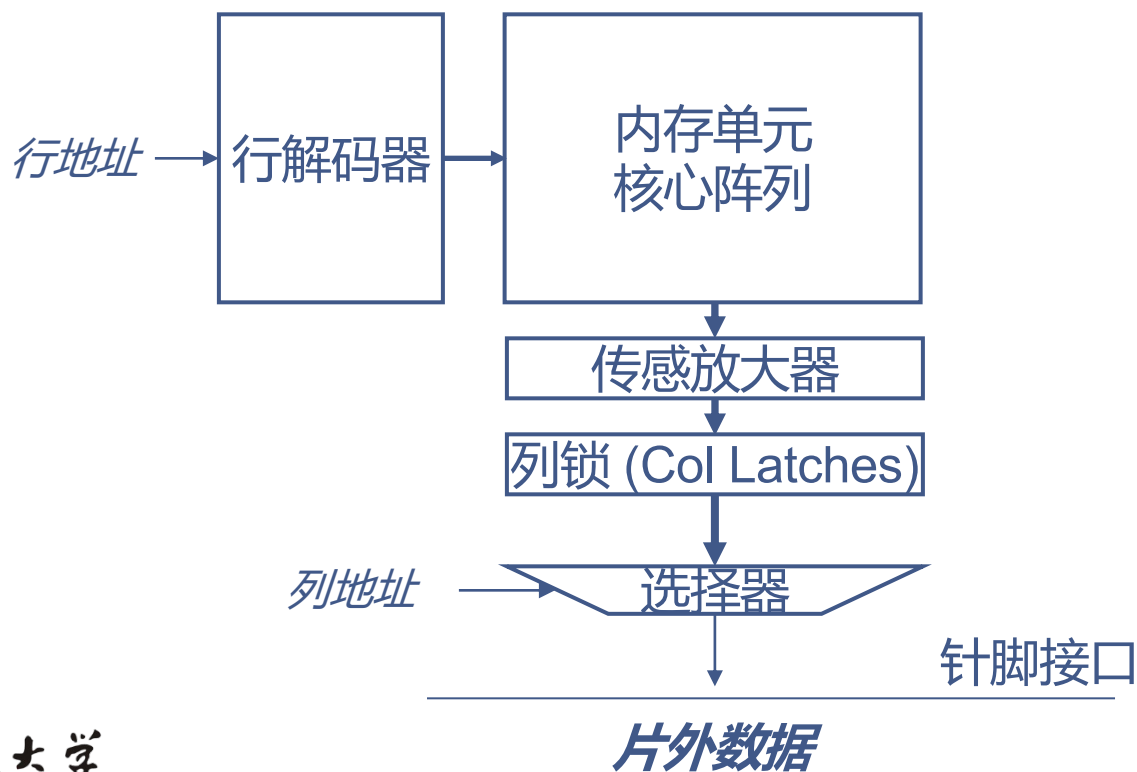 行地址
行解码器
内存单元
核心阵列
传感放大器
列锁 (Col Latches)
列地址
选择器
针脚接口
片外数据
大学